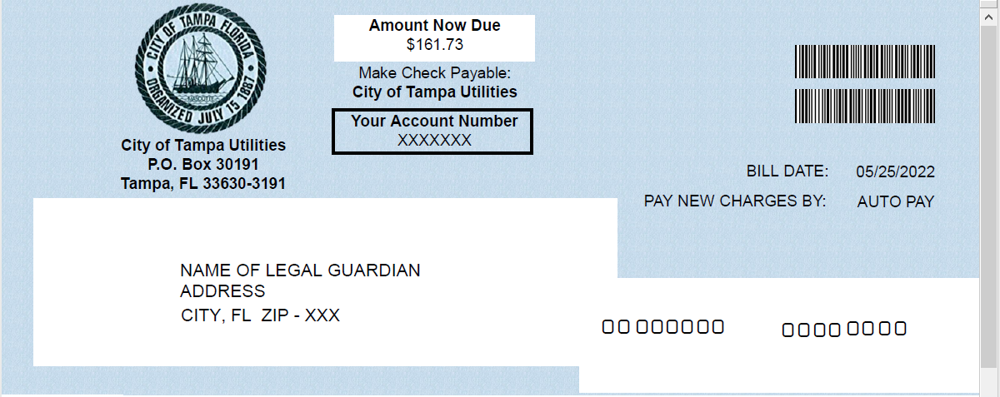 CITY OF TAMPA FLORIDA
ORGANIZED JULY 15 1887
MASCOTTE
City of Tampa Utilities
P.O. Box 30191
Tampa, FL 33630-3191
Amount Now Due
$161.73
Make Check Payable:
City of Tampa Utilities
Your Account Number
XXXXXXX
BILL DATE: 05/25/2022
PAY NEW CHARGES BY: AUTO PAY
NAME OF LEGAL GUARDIAN
ADDRESS
CITY, FL ZIP - XXX
00 000000 0000 0000